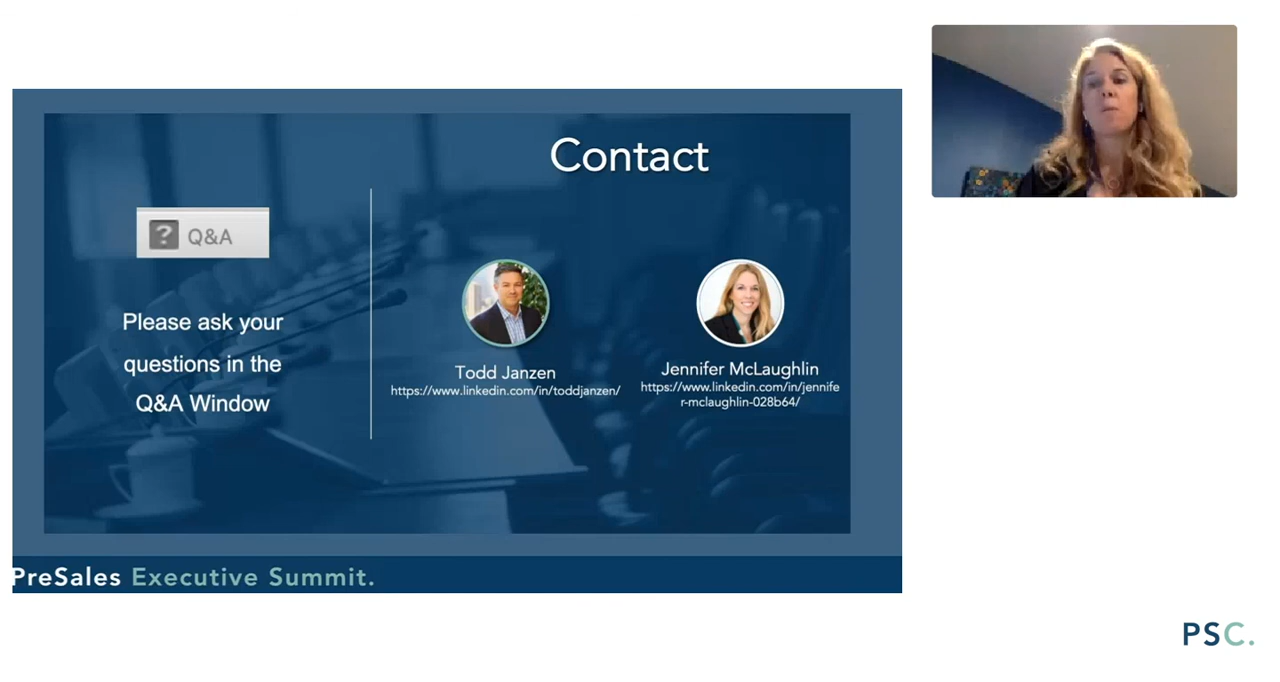 Contact
? Q&A
Please ask your
questions in the
Q&A Window
Todd Janzen
https://www.linkedin.com/in/toddjanzen/
Jennifer McLaughlin
https://www.linkedin.com/in/jennife
r-mclaughlin-028b64/
PreSales Executive Summit.
PSC.